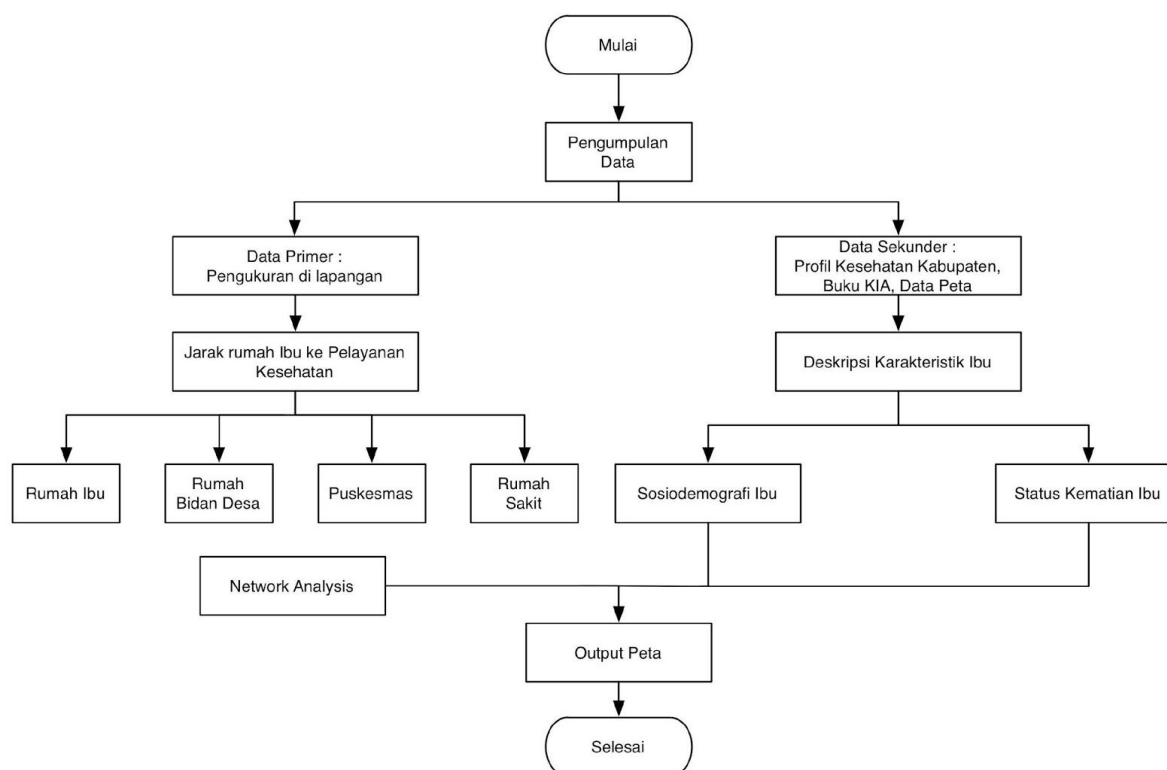 Mulai
Pengumpulan
Data
Data Primer :
Pengukuran di lapangan
Data Sekunder :
Profil Kesehatan Kabupaten,
Buku KIA, Data Peta
Jarak rumah Ibu ke Pelayanan
Kesehatan
Deskripsi Karakteristik Ibu
Rumah Ibu
Rumah
Bidan Desa
Puskesmas
Rumah
Sakit
Sosiodemografi Ibu
Status Kematian Ibu
Network Analysis
Output Peta
Selesai